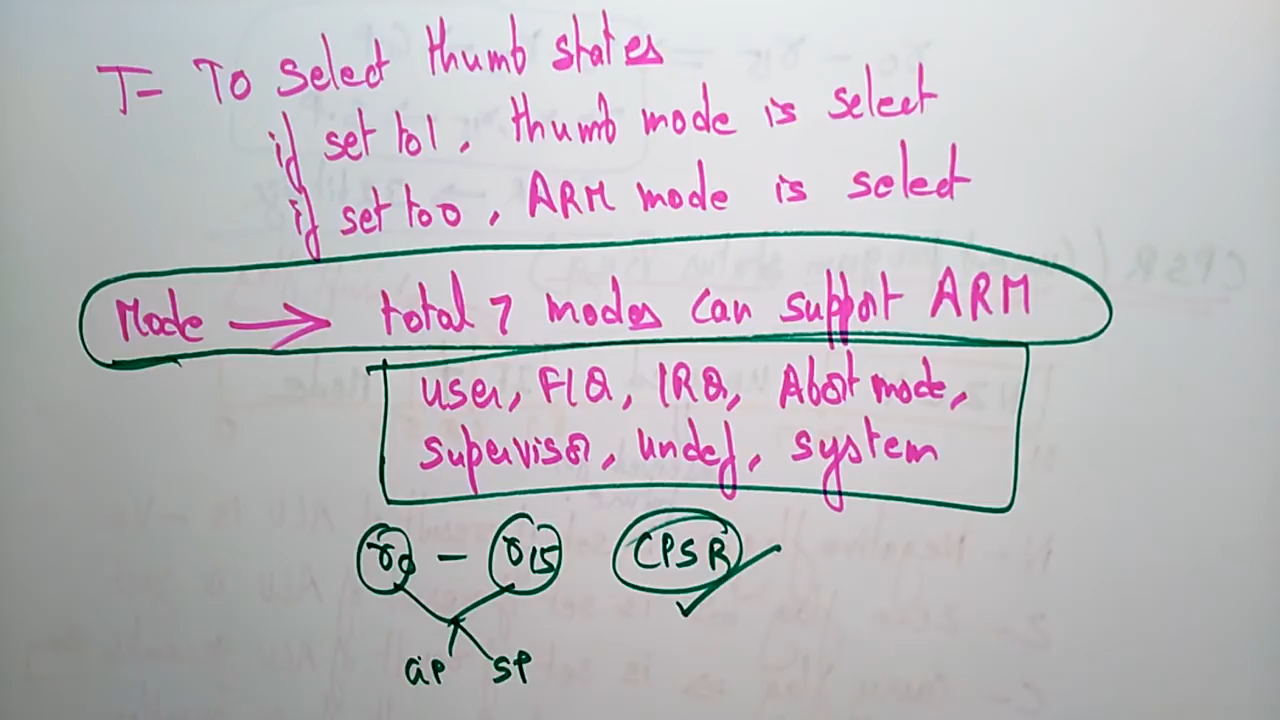 T= To select thumb states
if set to 1, thumb mode is select
if set to 0, ARM mode is select
Mode → total 7 modes can support ARM
user, FIQ, IRQ, Abort mode,
supervisor, undef, system
r0 - r15 CPSR
GP SP